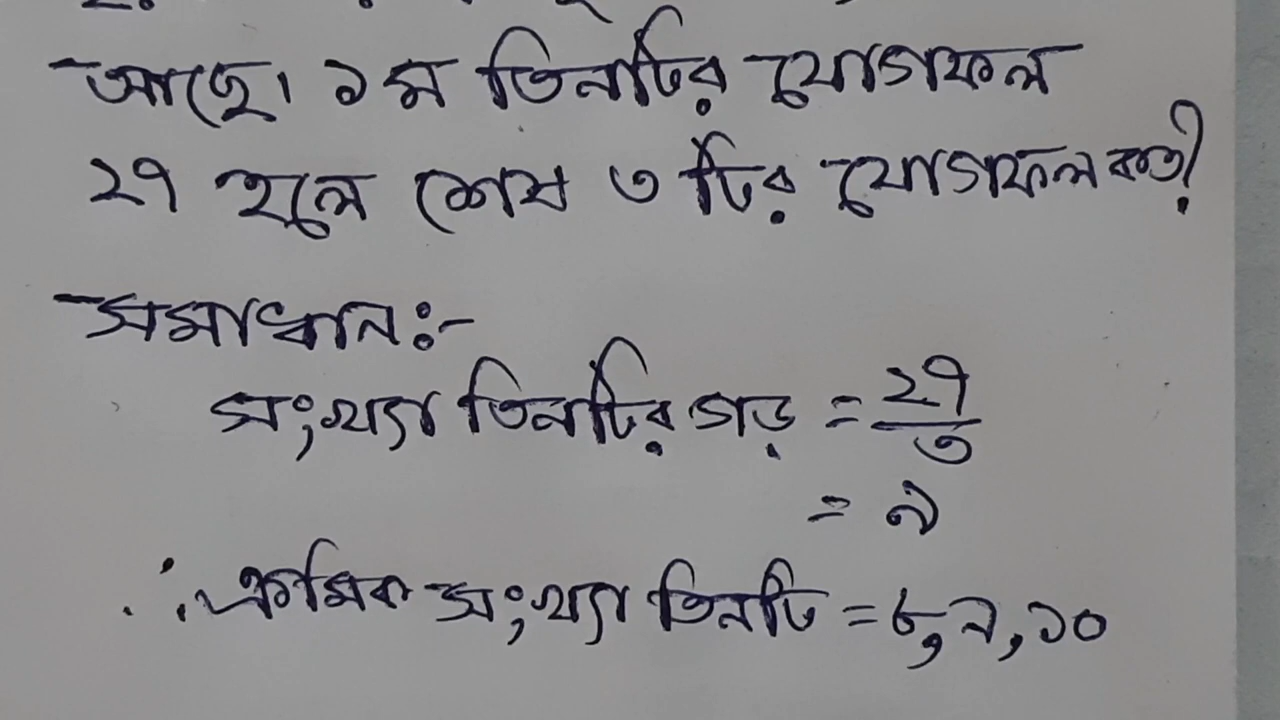 আছে। ১ম তিনটির যোগফল
২৭ হলে শেষ ৩ টির যোগফল কত?
সমাধান:-
সংখ্যা তিনটির গড় = ২৭/৩
= ৯
∴ ক্রমিক সংখ্যা তিনটি = ৮,৯,১০